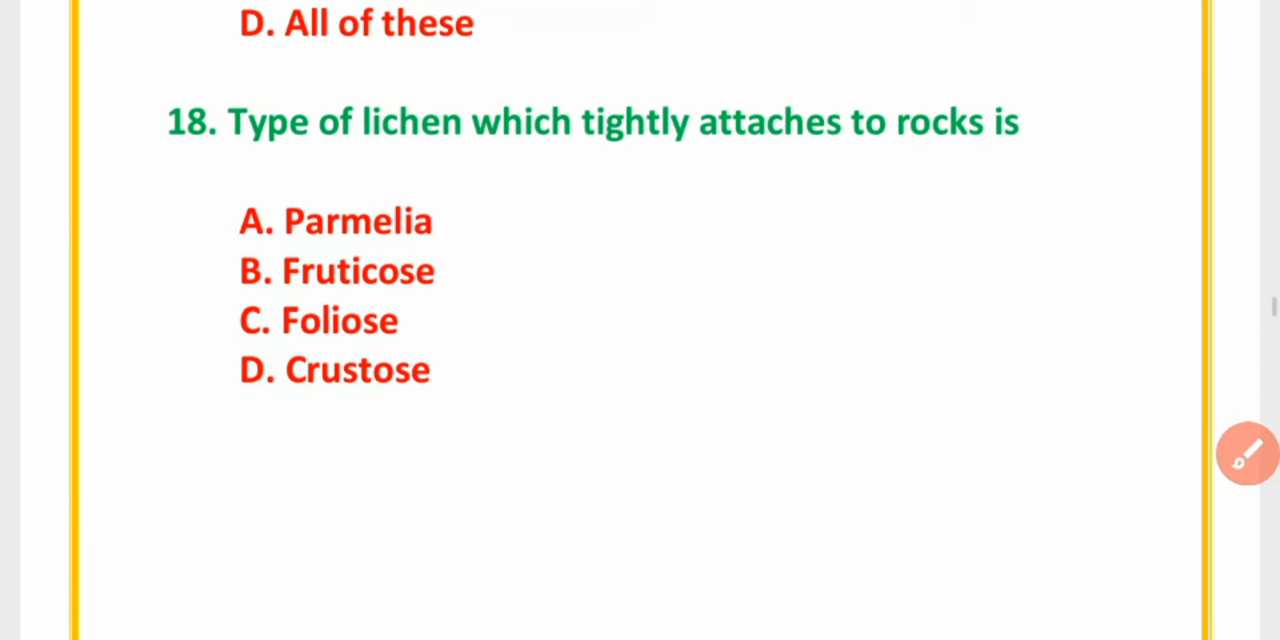 D. All of these
18. Type of lichen which tightly attaches to rocks is
A. Parmelia
B. Fruticose
C. Foliose
D. Crustose